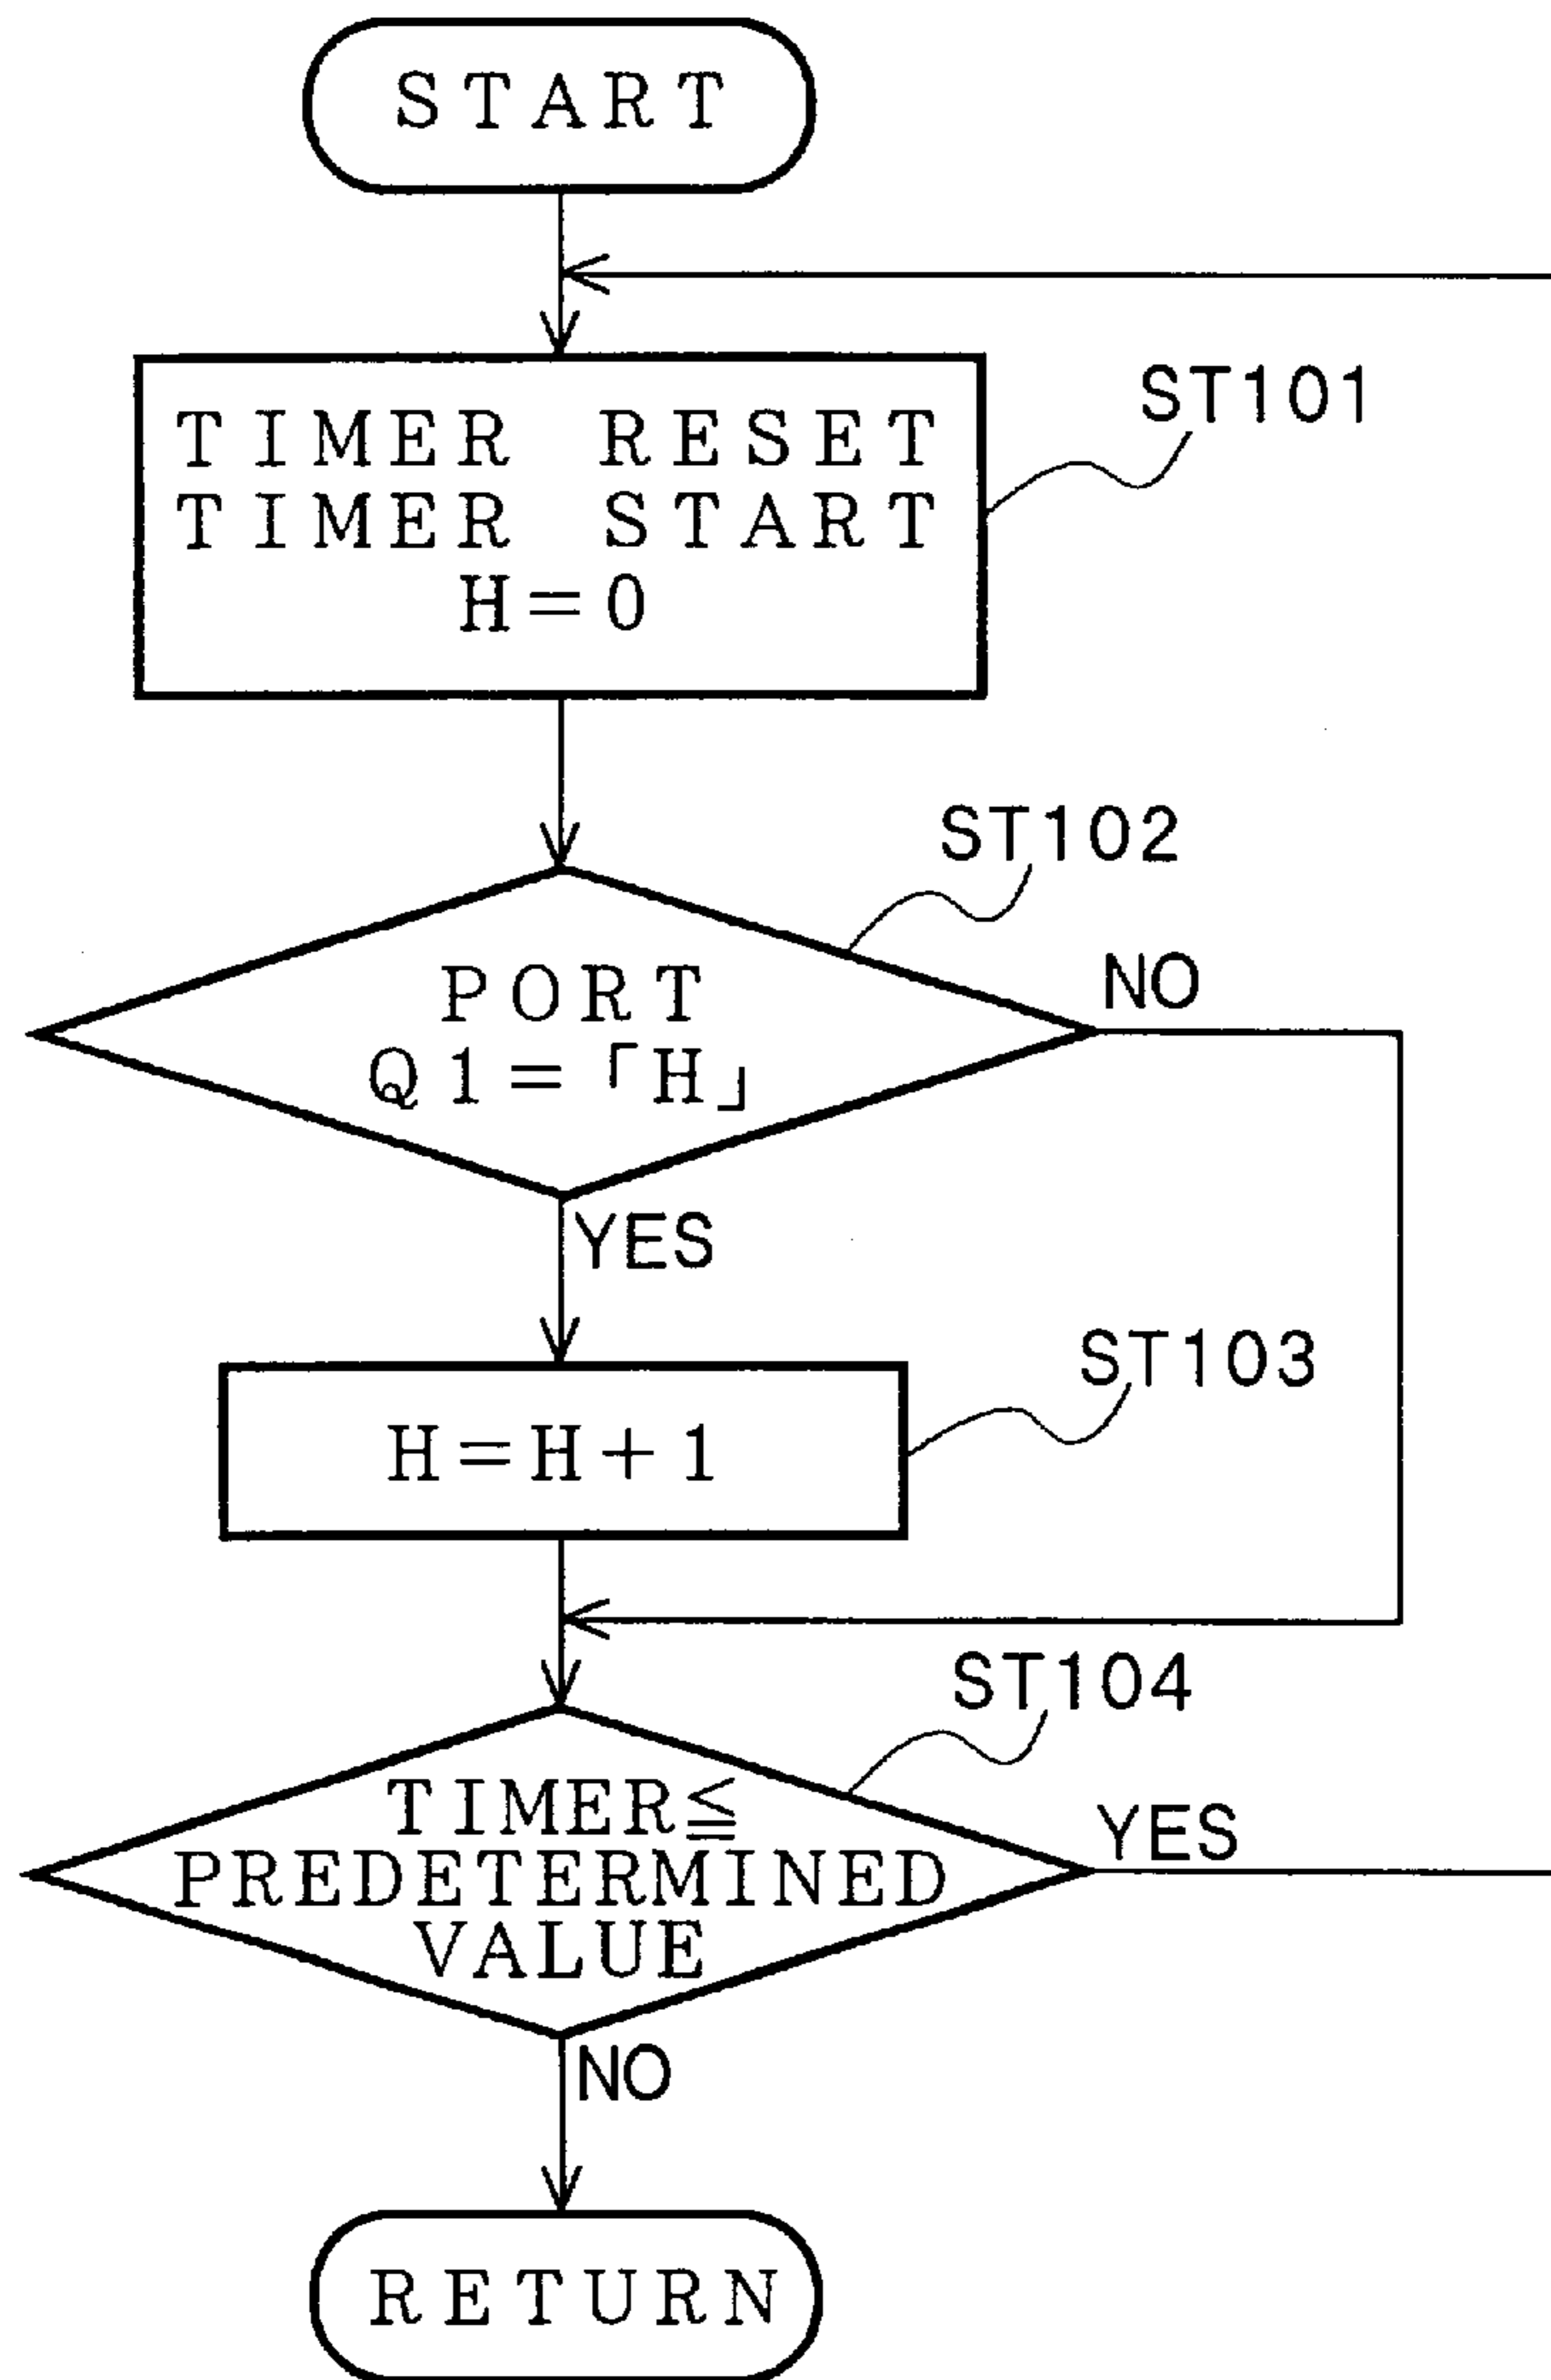 START
TIMER RESET
TIMER START
H=0
ST101
ST102
PORT
Q1=「H」
NO
YES
ST103
H=H+1
ST104
TIMER≦
PREDETERMINED
VALUE
YES
NO
RETURN